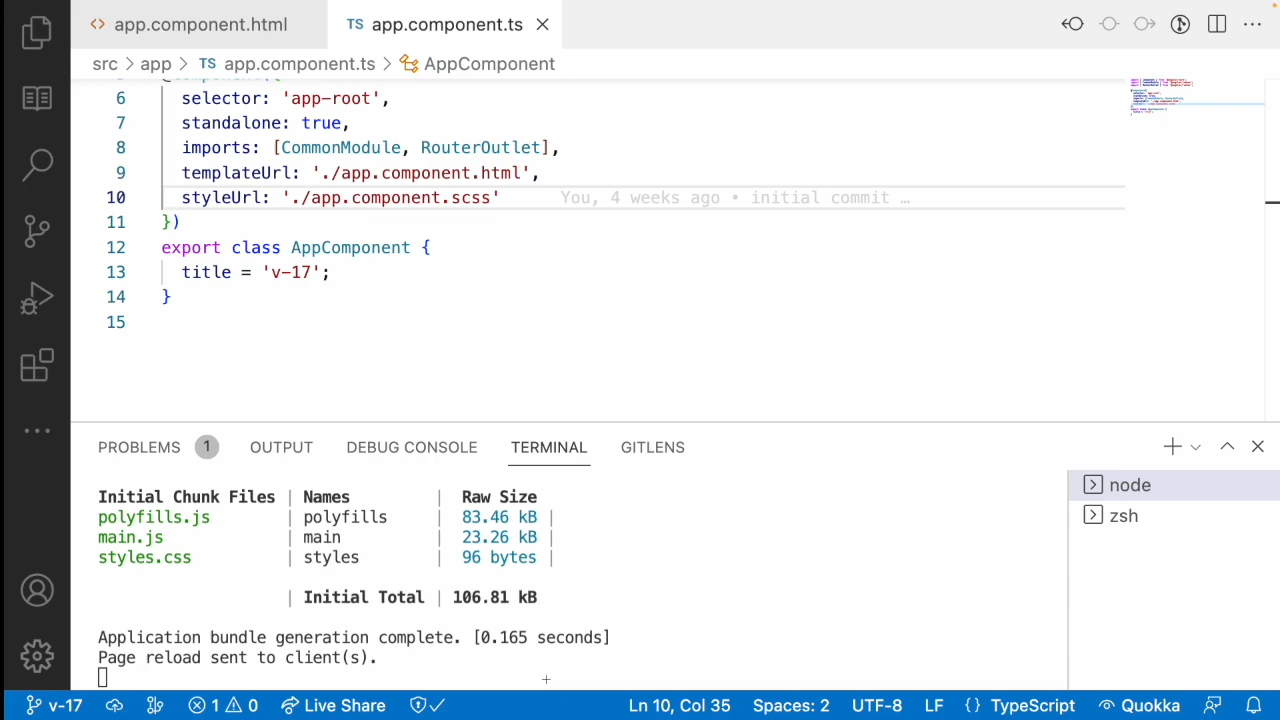 <> app.component.html
TS app.component.ts
src > app > TS app.component.ts > AppComponent
6 selector: 'app-root',
7 standalone: true,
8 imports: [CommonModule, RouterOutlet],
9 templateUrl: './app.component.html',
10 styleUrl: './app.component.scss' You, 4 weeks ago • initial commit …
11 })
12 export class AppComponent {
13 title = 'v-17';
14 }
15
PROBLEMS 1 OUTPUT DEBUG CONSOLE TERMINAL GITLENS
Initial Chunk Files | Names | Raw Size
polyfills.js | polyfills | 83.46 kB |
main.js | main | 23.26 kB |
styles.css | styles | 96 bytes |
| Initial Total | 106.81 kB
Application bundle generation complete. [0.165 seconds]
Page reload sent to client(s).
node
zsh
v-17 1 0 Live Share Ln 10, Col 35 Spaces: 2 UTF-8 LF {} TypeScript Quokka